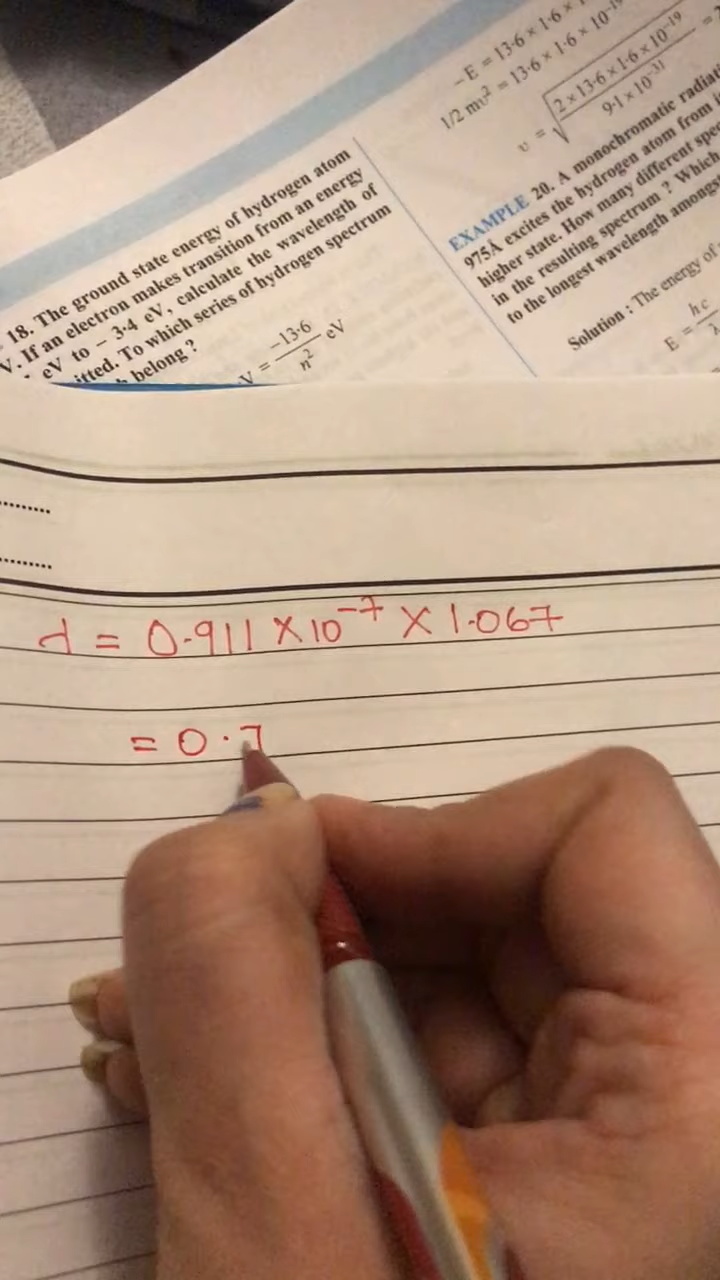 18. The ground state energy of hydrogen atom
V. If an electron makes transition from an energy
eV to – 3·4 eV, calculate the wavelength of
itted. To which series of hydrogen spectrum
belong ?
V = –13·6 / n² eV
–E = 13·6 × 1·6 ×
1/2 mv² = 13·6 × 1·6 × 10⁻¹⁹
υ = √(2 × 13·6 × 1·6 × 10⁻¹⁹ / 9·1 × 10⁻³¹) =
EXAMPLE 20. A monochromatic radiati
975Å excites the hydrogen atom from
higher state. How many different spe
in the resulting spectrum ? Which
to the longest wavelength amongs
Solution : The energy of
E = hc
λ = 0.911 × 10⁻⁷ × 1.067
= 0.7